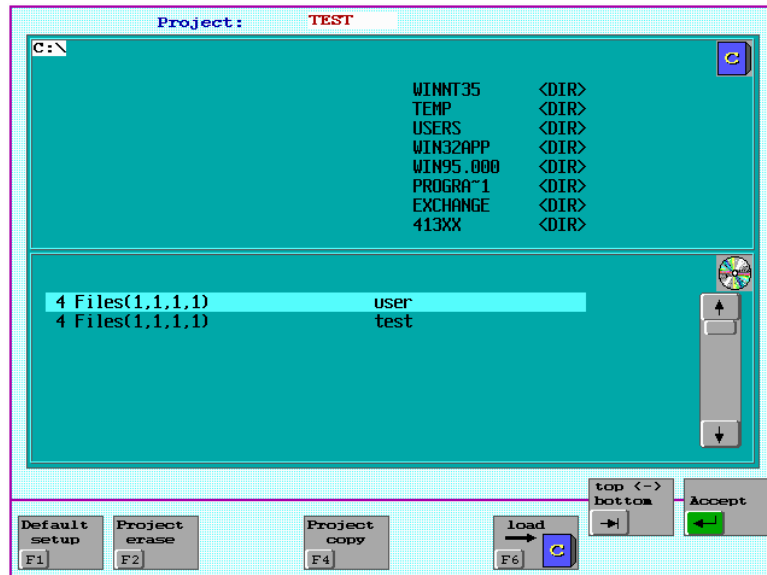 Project: TEST
C:\
C
WINNT35 <DIR>
TEMP <DIR>
USERS <DIR>
WIN32APP <DIR>
WIN95.000 <DIR>
PROGRA~1 <DIR>
EXCHANGE <DIR>
413XX <DIR>
4 Files(1,1,1,1) user
4 Files(1,1,1,1) test
top <->
bottom
Accept
Default
setup
F1
Project
erase
F2
Project
copy
F4
load
F6
C